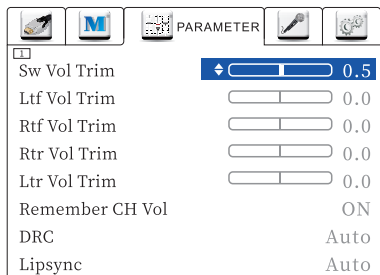 M
PARAMETER
1
Sw Vol Trim 0.5
Ltf Vol Trim 0.0
Rtf Vol Trim 0.0
Rtr Vol Trim 0.0
Ltr Vol Trim 0.0
Remember CH Vol ON
DRC Auto
Lipsync Auto